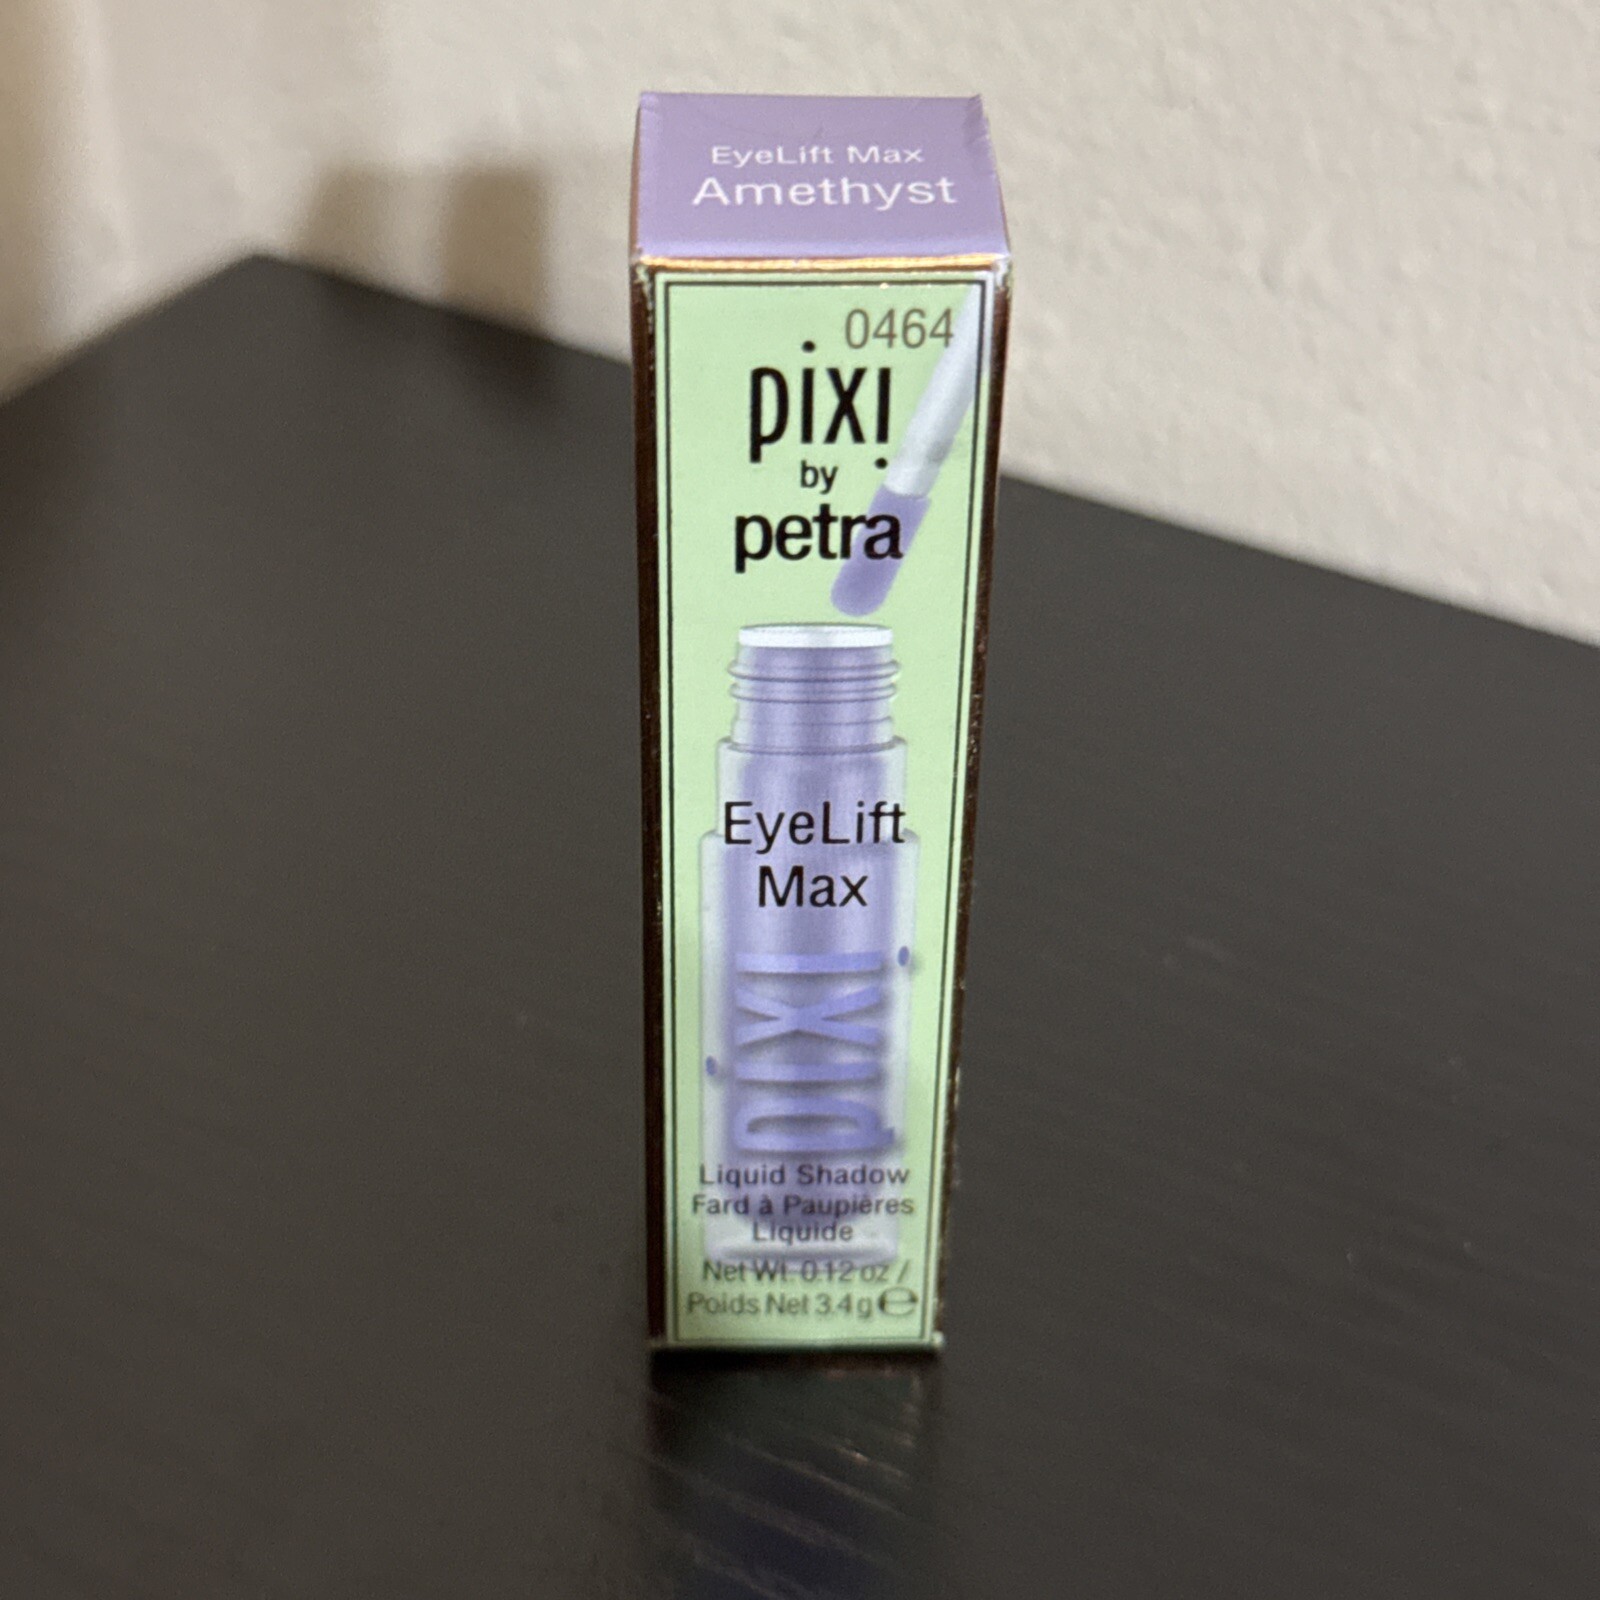 EyeLift Max
Amethyst
0464
pixi
by
petra
EyeLift
Max
pixi
Liquid Shadow
Fard à Paupières
Liquide
Net Wt. 0.12 oz /
Poids Net 3.4 g ℮